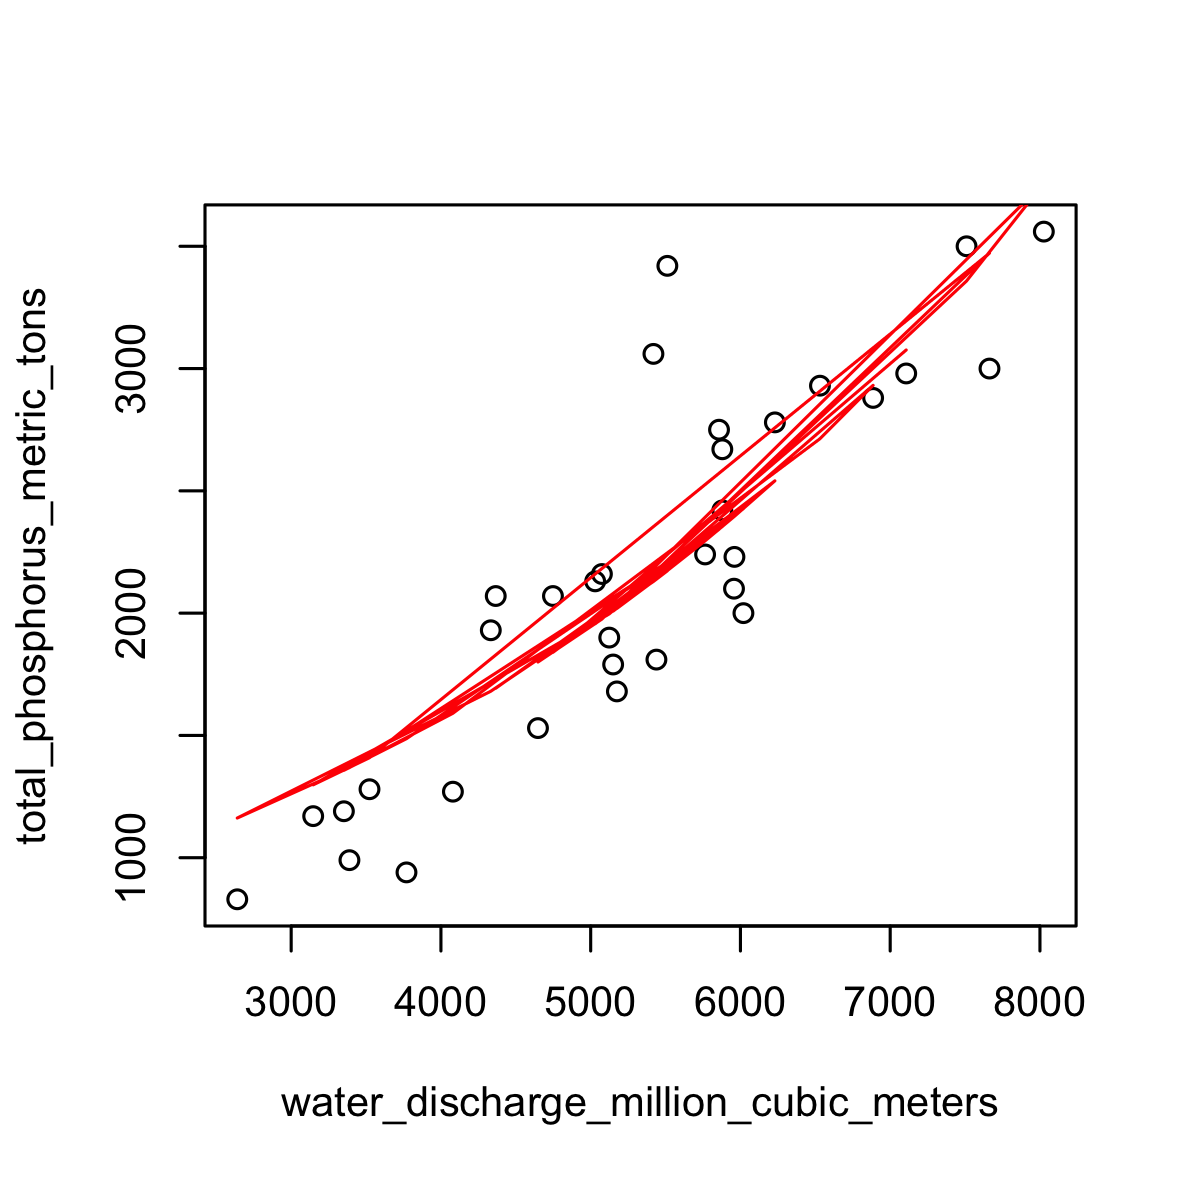 total_phosphorus_metric_tons
3000
2000
1000
3000 4000 5000 6000 7000 8000
water_discharge_million_cubic_meters